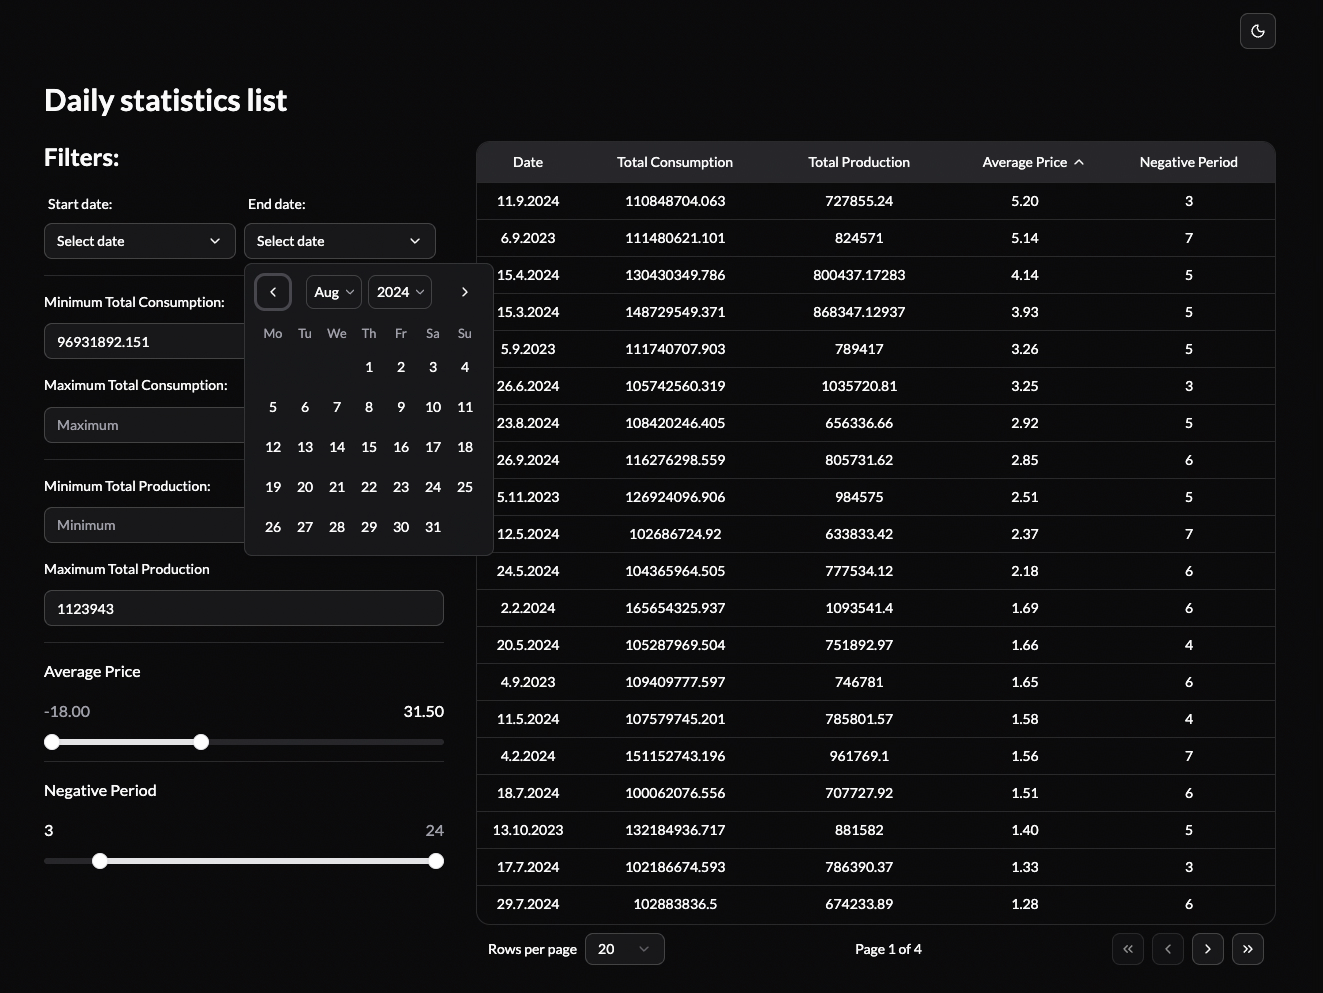 Daily statistics list
Filters:
Start date: End date:
Select date Select date
Aug 2024
Mo Tu We Th Fr Sa Su
1 2 3 4
5 6 7 8 9 10 11
12 13 14 15 16 17 18
19 20 21 22 23 24 25
26 27 28 29 30 31
Minimum Total Consumption:
96931892.151
Maximum Total Consumption:
Maximum
Minimum Total Production:
Minimum
Maximum Total Production
1123943
Average Price
-18.00 31.50
Negative Period
3 24
Date Total Consumption Total Production Average Price Negative Period
11.9.2024 110848704.063 727855.24 5.20 3
6.9.2023 111480621.101 824571 5.14 7
15.4.2024 130430349.786 800437.17283 4.14 5
15.3.2024 148729549.371 868347.12937 3.93 5
5.9.2023 111740707.903 789417 3.26 5
26.6.2024 105742560.319 1035720.81 3.25 3
23.8.2024 108420246.405 656336.66 2.92 5
26.9.2024 116276298.559 805731.62 2.85 6
5.11.2023 126924096.906 984575 2.51 5
12.5.2024 102686724.92 633833.42 2.37 7
24.5.2024 104365964.505 777534.12 2.18 6
2.2.2024 165654325.937 1093541.4 1.69 6
20.5.2024 105287969.504 751892.97 1.66 4
4.9.2023 109409777.597 746781 1.65 6
11.5.2024 107579745.201 785801.57 1.58 4
4.2.2024 151152743.196 961769.1 1.56 7
18.7.2024 100062076.556 707727.92 1.51 6
13.10.2023 132184936.717 881582 1.40 5
17.7.2024 102186674.593 786390.37 1.33 3
29.7.2024 102883836.5 674233.89 1.28 6
Rows per page 20 Page 1 of 4